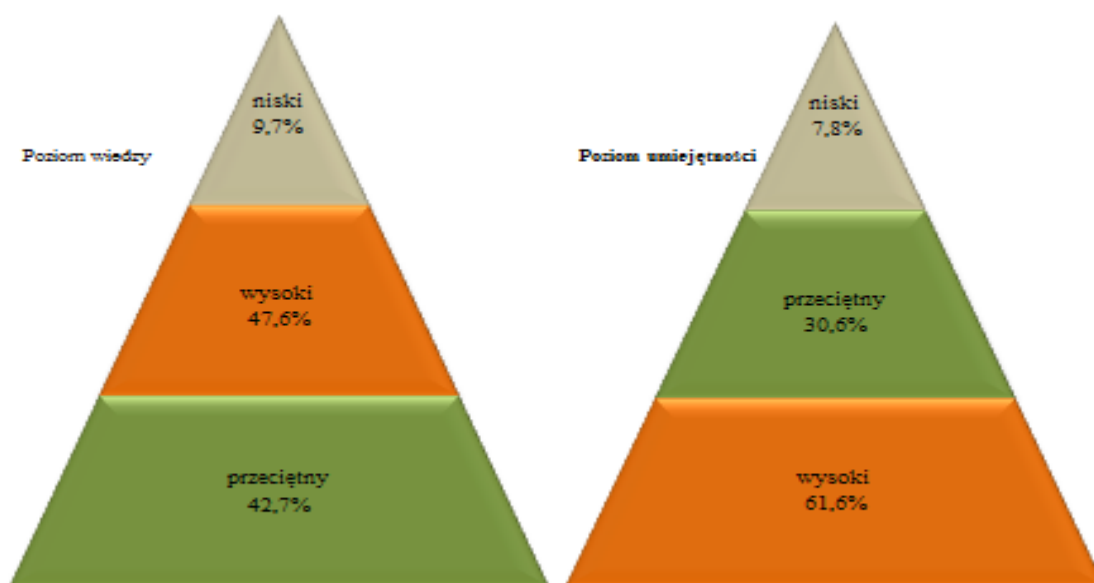 niski
9,7%
Poziom wiedzy
wysoki
47,6%
przeciętny
42,7%
niski
7,8%
Poziom umiejętności
przeciętny
30,6%
wysoki
61,6%